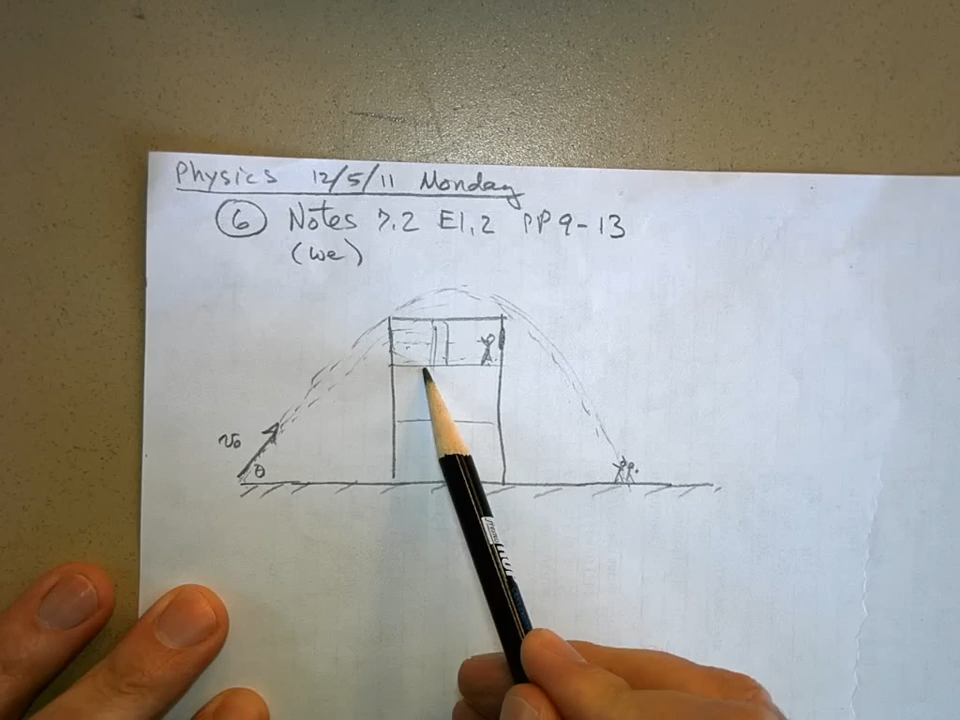 Physics 12/5/11 Monday
6 Notes 7.2 E1,2 PP 9-13
(we)
v₀
θ